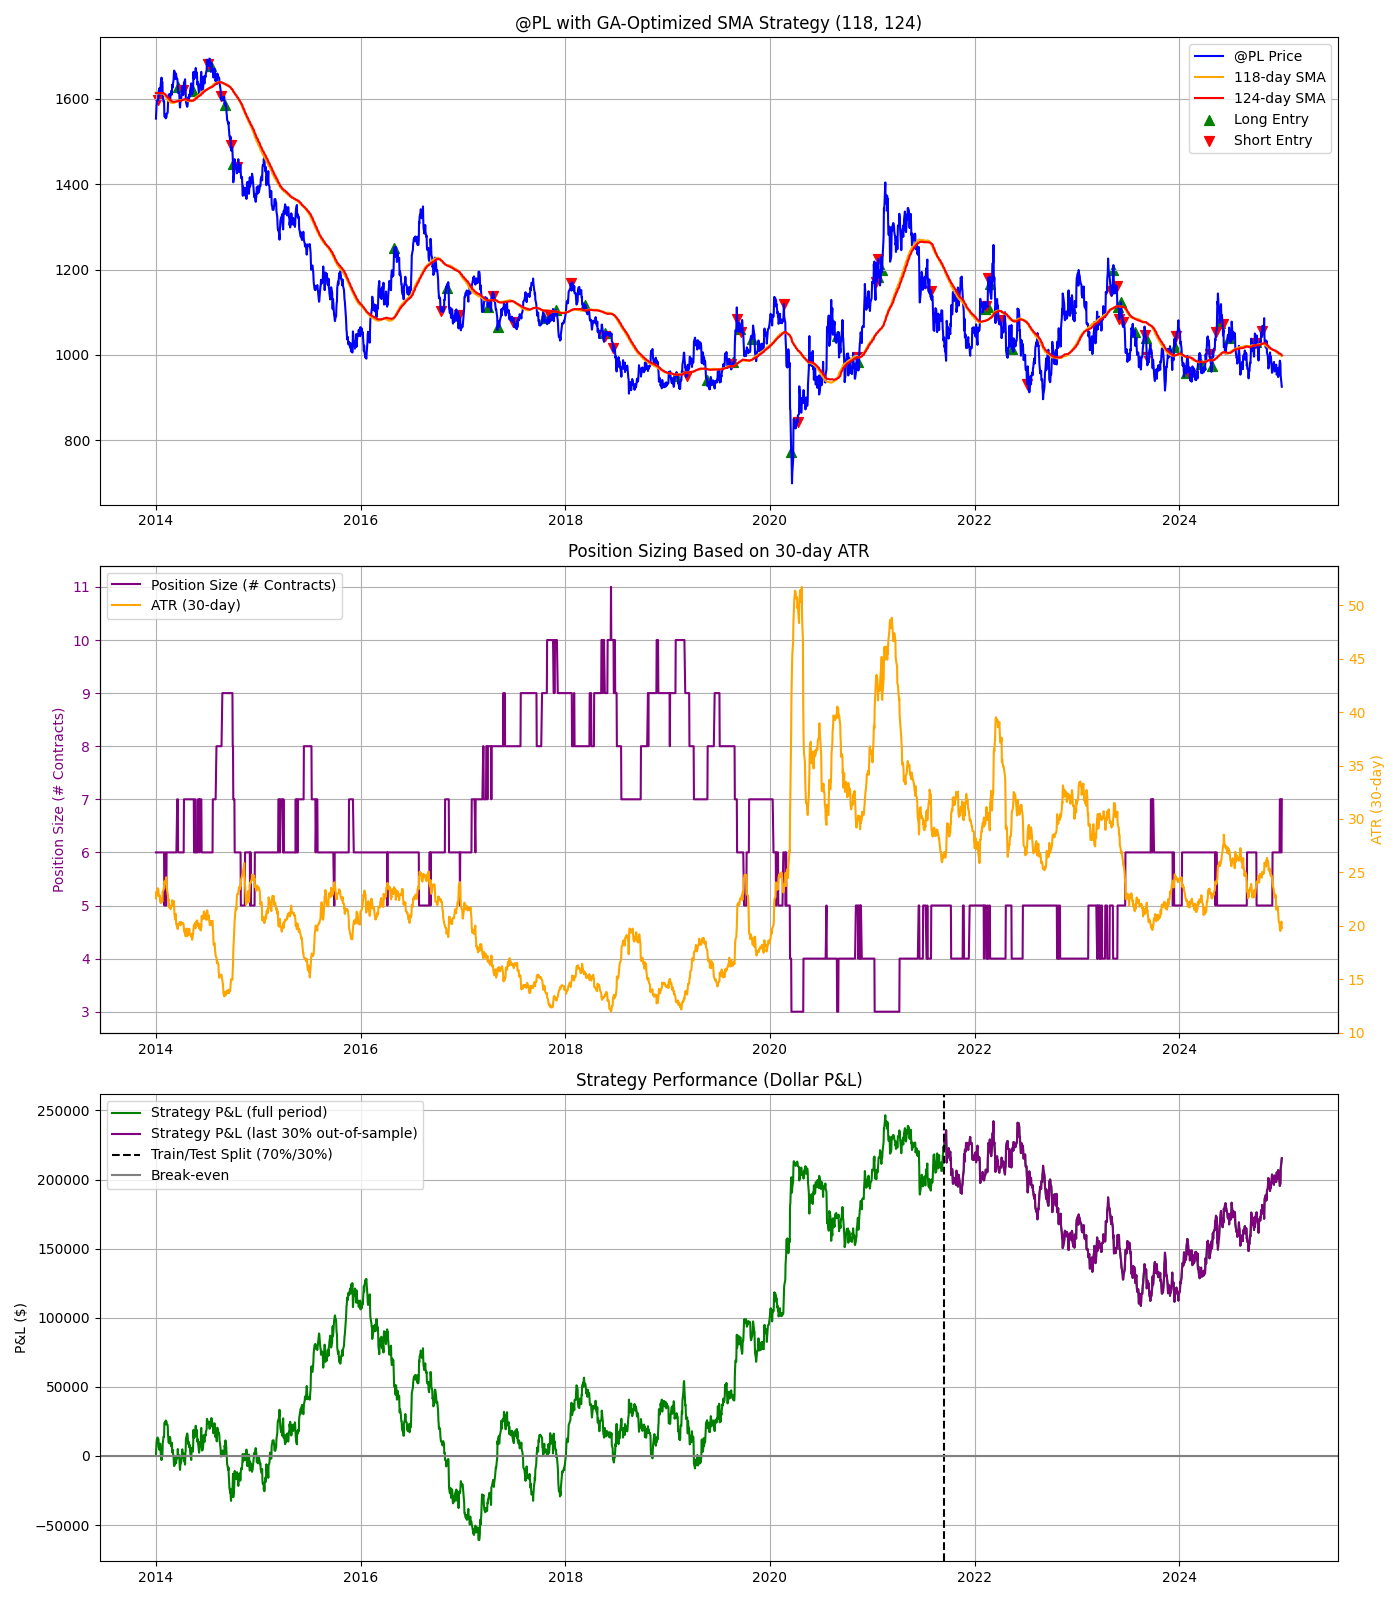 @PL with GA-Optimized SMA Strategy (118, 124)
@PL Price
118-day SMA
124-day SMA
Long Entry
Short Entry
1600
1400
1200
1000
800
2014 2016 2018 2020 2022 2024
Position Sizing Based on 30-day ATR
Position Size (# Contracts)
ATR (30-day)
Position Size (# Contracts)
11
10
9
8
7
6
5
4
3
50
45
40
35
30
25
20
15
10
ATR (30-day)
2014 2016 2018 2020 2022 2024
Strategy Performance (Dollar P&L)
Strategy P&L (full period)
Strategy P&L (last 30% out-of-sample)
Train/Test Split (70%/30%)
Break-even
P&L ($)
250000
200000
150000
100000
50000
0
−50000
2014 2016 2018 2020 2022 2024